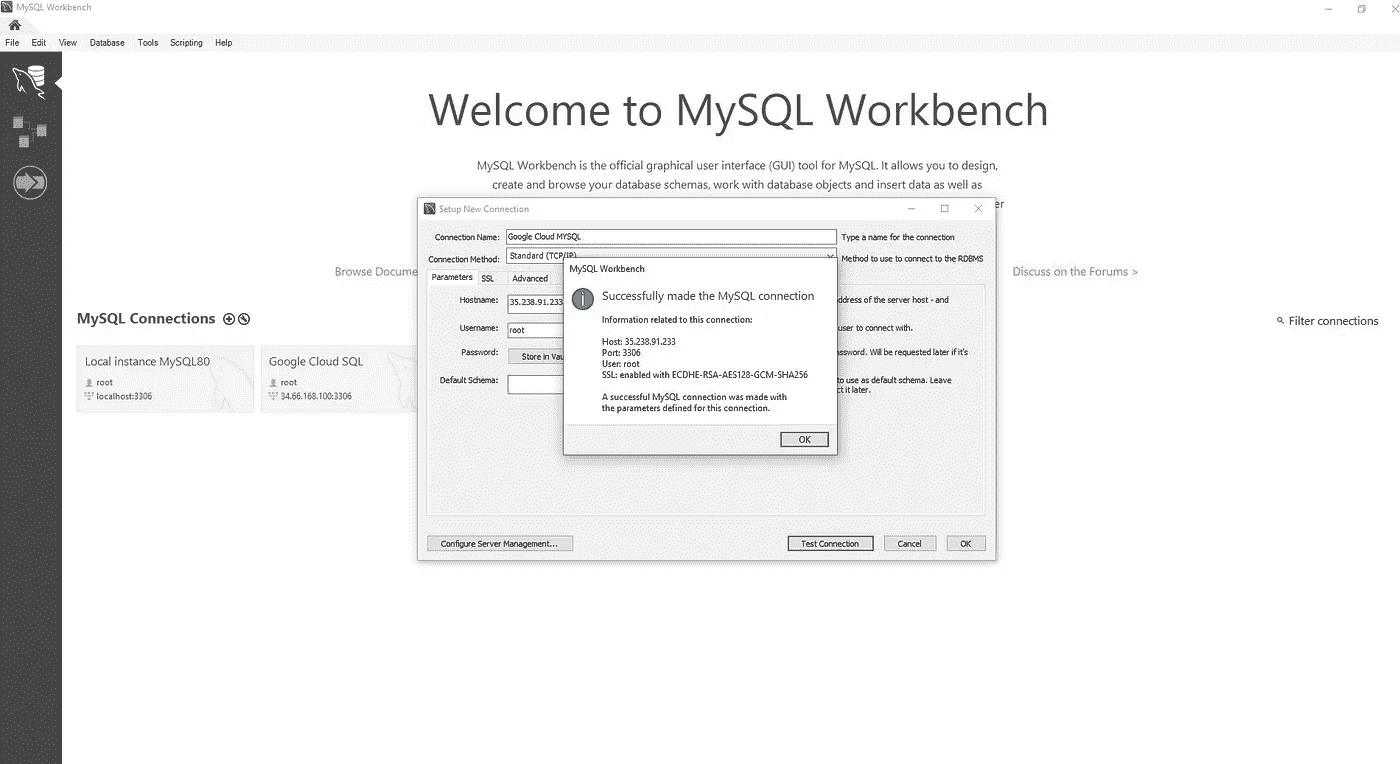 MySQL Workbench
File Edit View Database Tools Scripting Help
Welcome to MySQL Workbench
MySQL Workbench is the official graphical user interface (GUI) tool for MySQL. It allows you to design,
create and browse your database schemas, work with database objects and insert data as well as
er
Browse Docume
Discuss on the Forums >
MySQL Connections
Filter connections
Local instance MySQL80
root
localhost:3306
Google Cloud SQL
root
34.66.168.100:3306
Setup New Connection
Connection Name: Google Cloud MYSQL Type a name for the connection
Connection Method: Standard (TCP/IP) Method to use to connect to the RDBMS
Parameters SSL Advanced
Hostname: 35.238.91.233 ddress of the server host - and
Username: root user to connect with.
Password: Store in Vau ssword. Will be requested later if it's
Default Schema: to use as default schema. Leave
ct it later.
MySQL Workbench
Successfully made the MySQL connection
Information related to this connection:
Host: 35.238.91.233
Port: 3306
User: root
SSL: enabled with ECDHE-RSA-AES128-GCM-SHA256
A successful MySQL connection was made with
the parameters defined for this connection.
OK
Configure Server Management... Test Connection Cancel OK